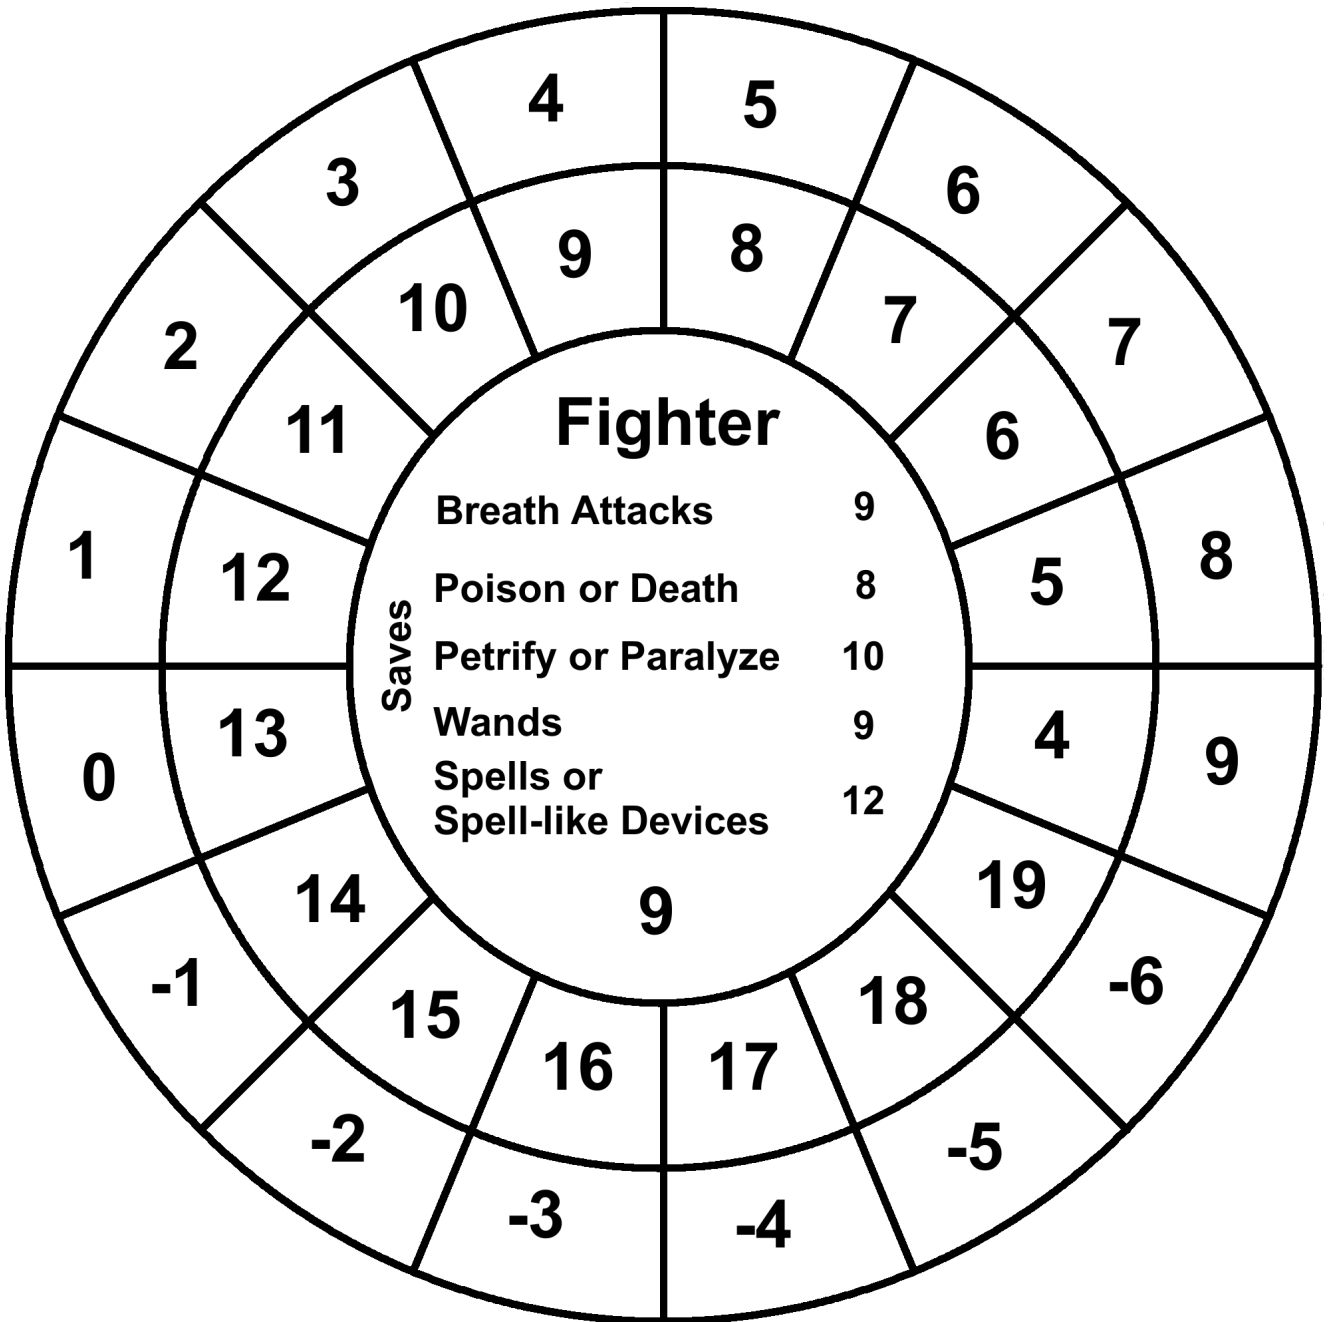 4 5
3 6
9 8
10 7
2 7
11 6
Fighter
Breath Attacks 9
1 8
12 5
Poison or Death 8
Saves
Petrify or Paralyze 10
Wands 9
13 4
0 9
Spells or
Spell-like Devices 12
14 19
9
-1 -6
15 18
16 17
-2 -5
-3 -4